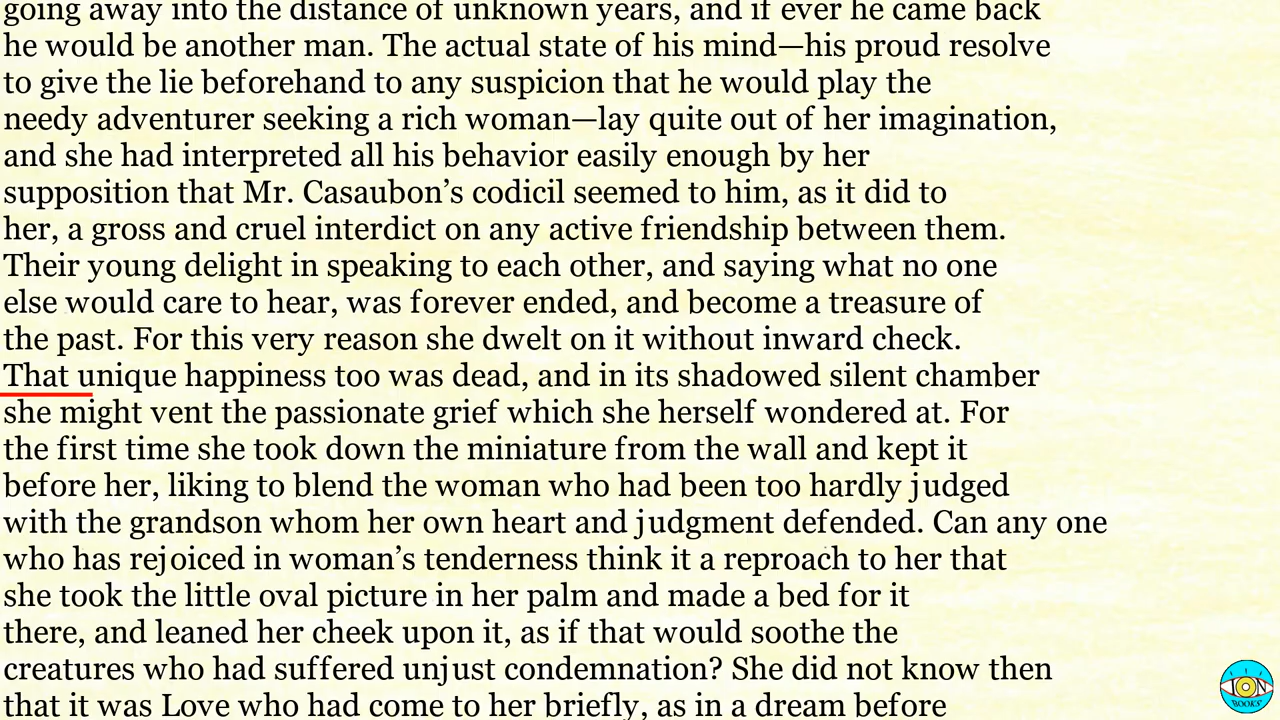 going away into the distance of unknown years, and if ever he came back
he would be another man. The actual state of his mind—his proud resolve
to give the lie beforehand to any suspicion that he would play the
needy adventurer seeking a rich woman—lay quite out of her imagination,
and she had interpreted all his behavior easily enough by her
supposition that Mr. Casaubon’s codicil seemed to him, as it did to
her, a gross and cruel interdict on any active friendship between them.
Their young delight in speaking to each other, and saying what no one
else would care to hear, was forever ended, and become a treasure of
the past. For this very reason she dwelt on it without inward check.
That unique happiness too was dead, and in its shadowed silent chamber
she might vent the passionate grief which she herself wondered at. For
the first time she took down the miniature from the wall and kept it
before her, liking to blend the woman who had been too hardly judged
with the grandson whom her own heart and judgment defended. Can any one
who has rejoiced in woman’s tenderness think it a reproach to her that
she took the little oval picture in her palm and made a bed for it
there, and leaned her cheek upon it, as if that would soothe the
creatures who had suffered unjust condemnation? She did not know then
that it was Love who had come to her briefly, as in a dream before
ION
BOOKS